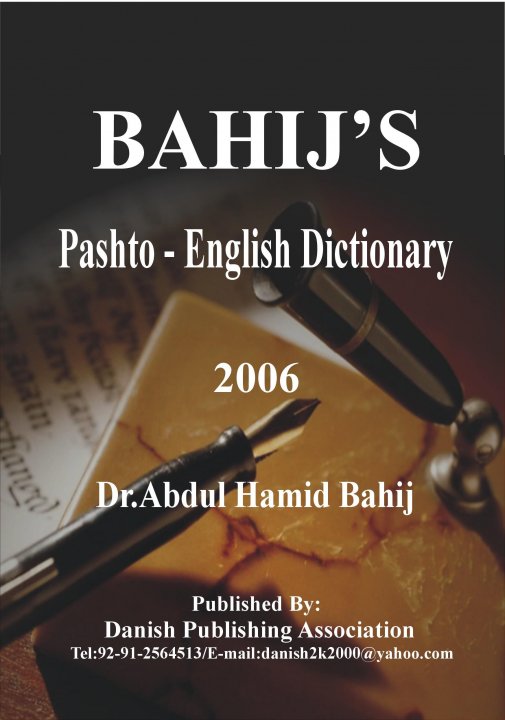 BAHIJ'S
Pashto - English Dictionary
2006
Dr.Abdul Hamid Bahij
Published By:
Danish Publishing Association
Tel:92-91-2564513/E-mail:danish2k2000@yahoo.com